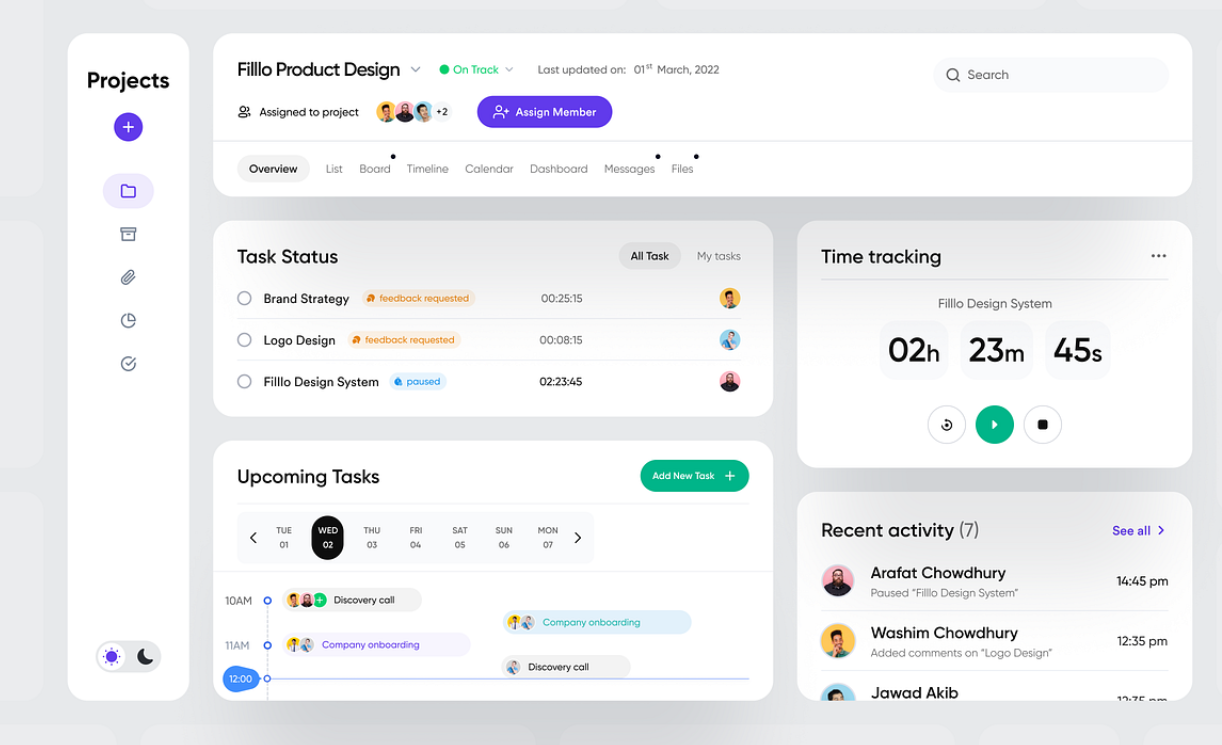 Projects
Filllo Product Design
On Track
Last updated on: 01st March, 2022
Search
Assigned to project
+2
Assign Member
Overview
List
Board
Timeline
Calendar
Dashboard
Messages
Files
Task Status
All Task
My tasks
Brand Strategy feedback requested 00:25:15
Logo Design feedback requested 00:08:15
Filllo Design System paused 02:23:45
Time tracking
Filllo Design System
02h 23m 45s
Upcoming Tasks
Add New Task
TUE WED THU FRI SAT SUN MON
01 02 03 04 05 06 07
10AM
Discovery call
Company onboarding
11AM
Company onboarding
Discovery call
12:00
Recent activity (7)
See all
Arafat Chowdhury
Paused “Filllo Design System”
14:45 pm
Washim Chowdhury
Added comments on “Logo Design”
12:35 pm
Jawad Akib
12:35 pm